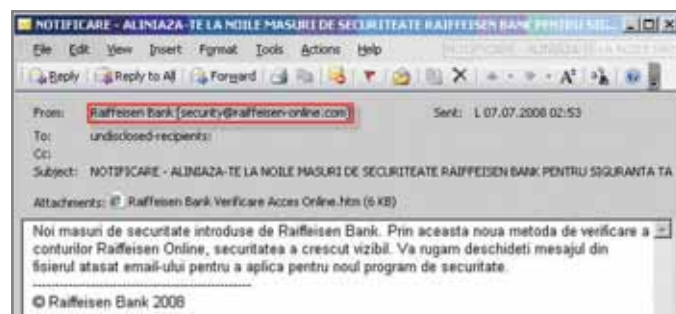 NOTIFICARE - ALINIAZA-TE LA NOILE MASURI DE SECURITEATE RAIFFEISEN BANK PENTRU SI
File Edit View Insert Format Tools Actions Help
Reply Reply to All Forward
From: Raiffeisen Bank [security@raiffeisen-online.com] Sent: L 07.07.2008 02:53
To: undisclosed-recipients:
Cc:
Subject: NOTIFICARE - ALINIAZA-TE LA NOILE MASURI DE SECURITEATE RAIFFEISEN BANK PENTRU SIGURANTA TA
Attachments: Raiffeisen Bank Verificare Acces Online.htm (6 KB)
Noi masuri de securitate introduse de Raiffeisen Bank. Prin aceasta noua metoda de verificare a
conturilor Raiffeisen Online, securitatea a crescut vizibil. Va rugam deschideti mesajul din
fisierul atasat email-ului pentru a aplica pentru noul program de securitate.
© Raiffeisen Bank 2008